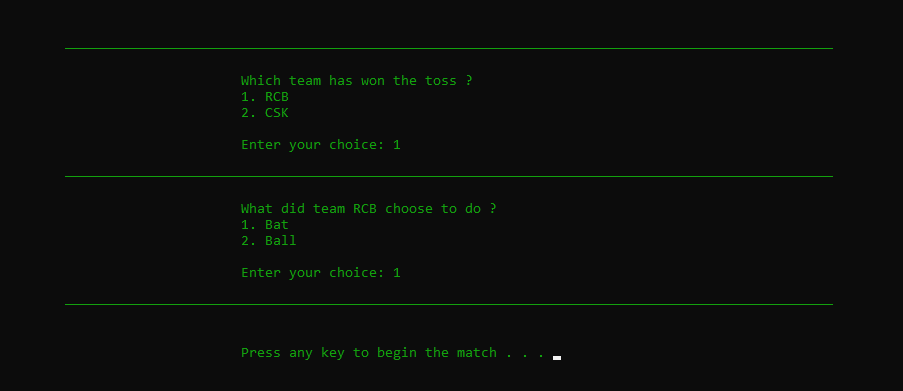 Which team has won the toss ?
1. RCB
2. CSK
Enter your choice: 1
What did team RCB choose to do ?
1. Bat
2. Ball
Enter your choice: 1
Press any key to begin the match . . .